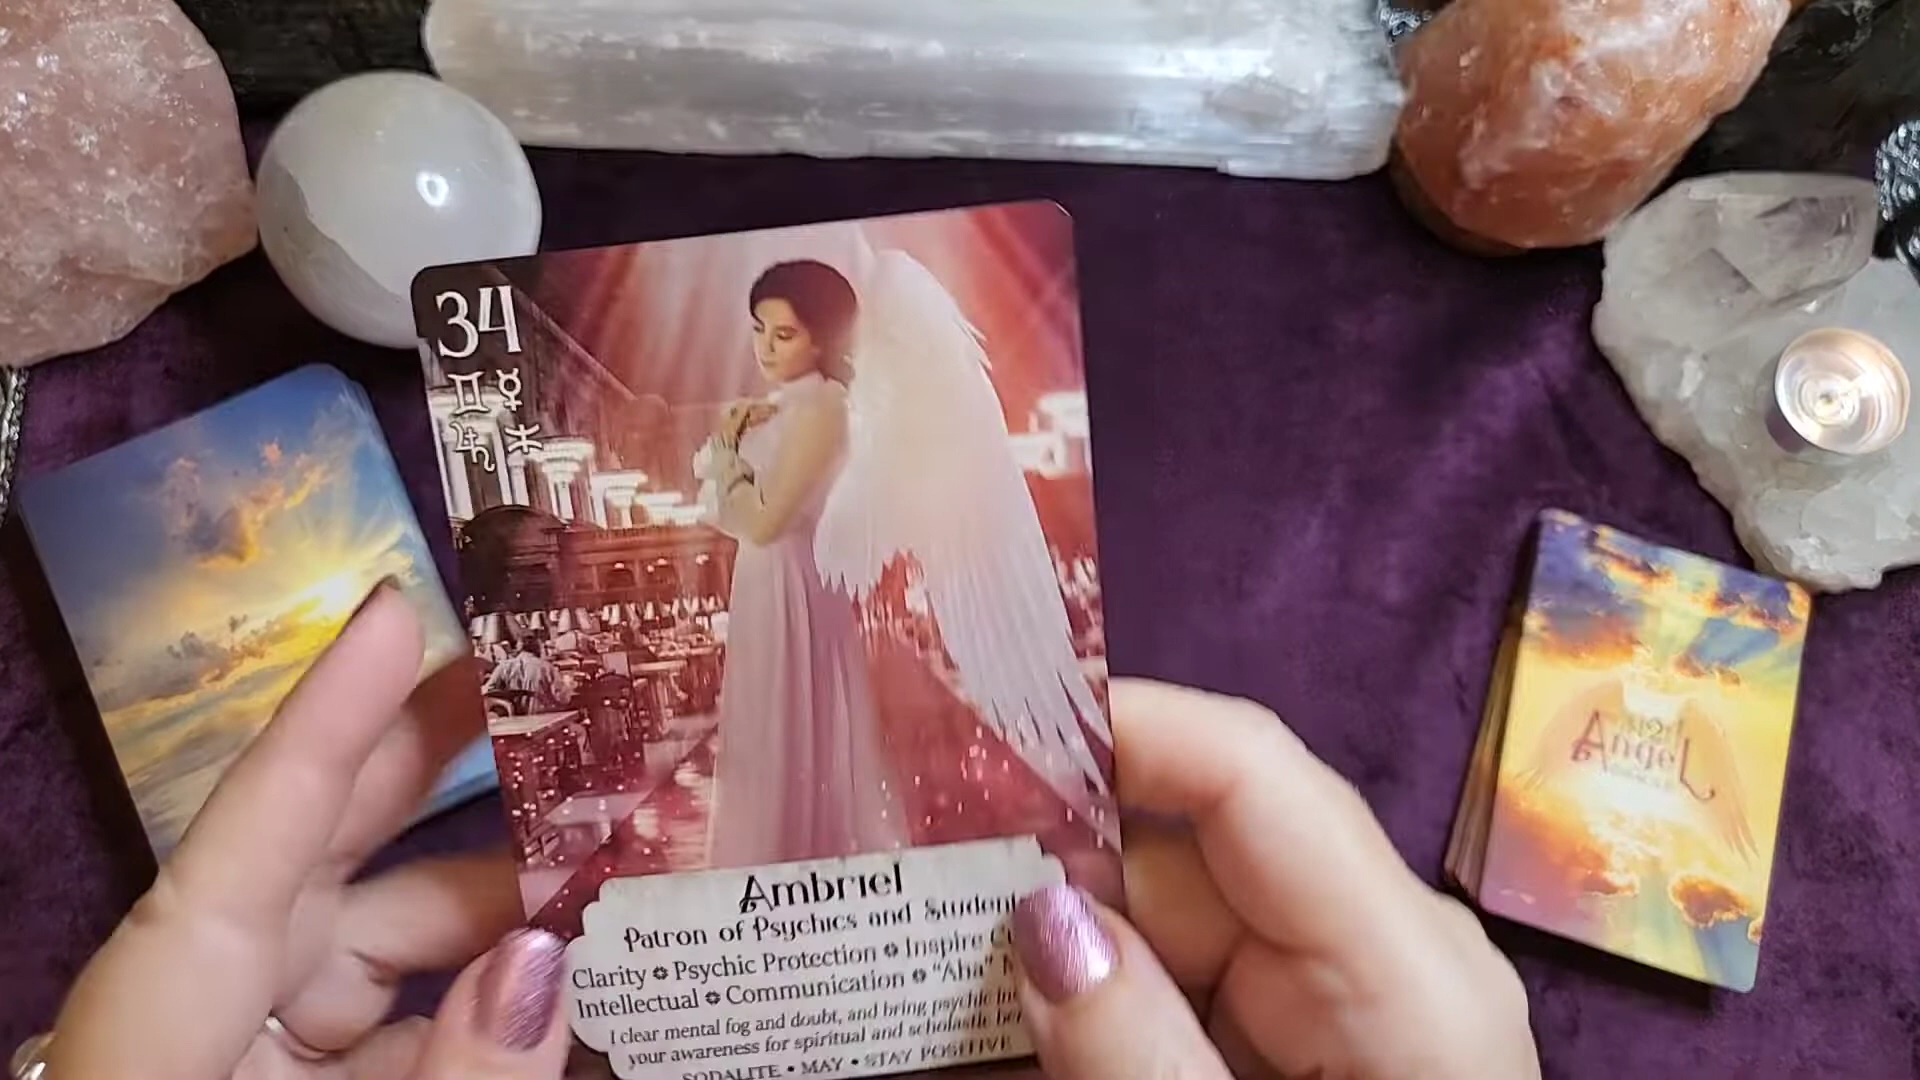 34
♊ ☿
♄
Ambriel
Patron of Psychics and
Clarity ❖ Psychic Protection ❖ Inspire
Intellectual ❖ Communication ❖ "Aha"
I clear mental fog and doubt, and bring psychic
your awareness for spiritual and scholastic
SODALITE • MAY • STAY POSITIVE
Angel